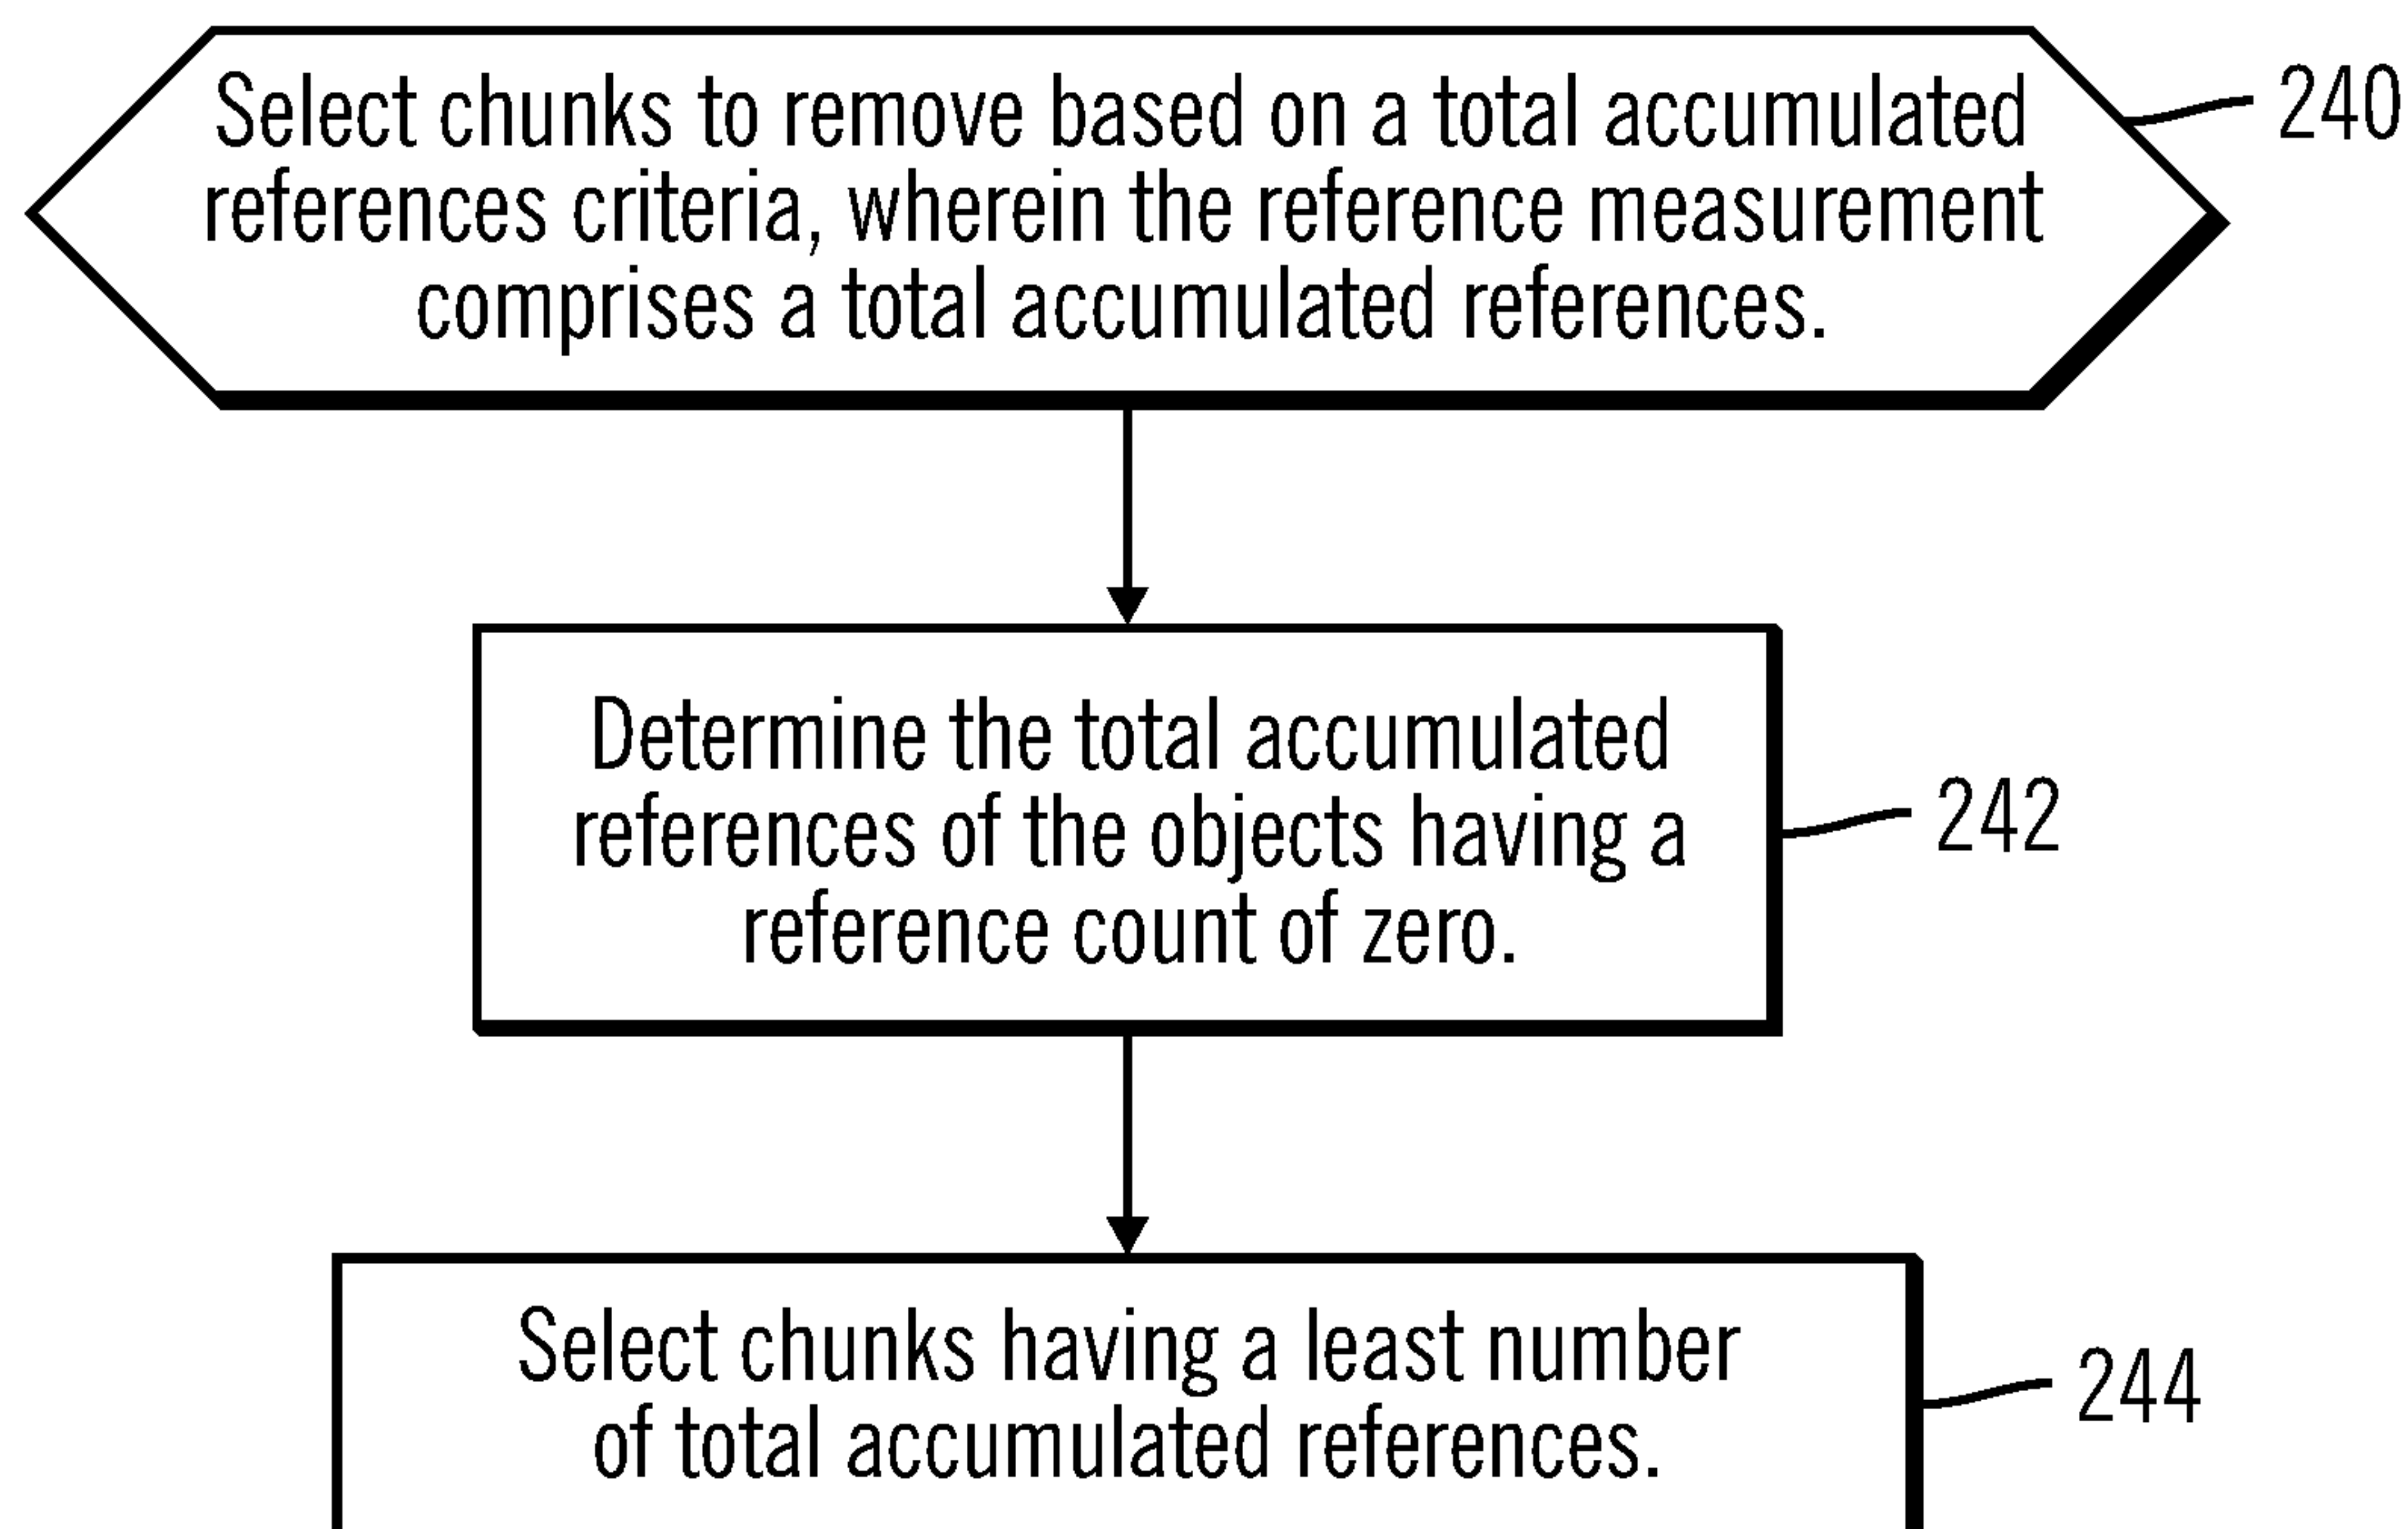 Select chunks to remove based on a total accumulated
references criteria, wherein the reference measurement
comprises a total accumulated references.
240
Determine the total accumulated
references of the objects having a
reference count of zero.
242
Select chunks having a least number
of total accumulated references.
244